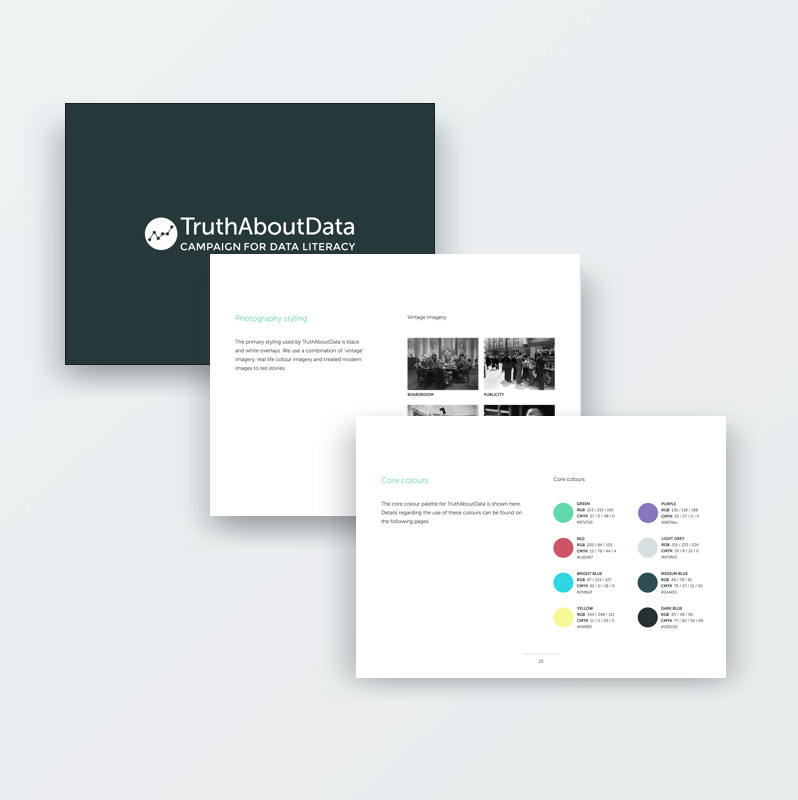 TruthAboutData
CAMPAIGN FOR DATA LITERACY
Photography styling
The primary styling used by TruthAboutData is black
and white overlays. We use a combination of 'vintage'
imagery, real life colour imagery and treated modern
images to tell stories.
Vintage imagery
BOARDROOM
PUBLICITY
Core colours
The core colour palette for TruthAboutData is shown here.
Details regarding the use of these colours can be found on
the following pages.
Core colours
GREEN
RGB 103 / 215 / 165
CMYK 57 / 0 / 48 / 0
#67d7a5
PURPLE
RGB 136 / 118 / 188
CMYK 55 / 57 / 0 / 0
#8876bc
RED
RGB 205 / 84 / 103
CMYK 15 / 78 / 44 / 4
#cd5467
LIGHT GREY
RGB 215 / 223 / 224
CMYK 19 / 8 / 12 / 0
#d7dfe0
BRIGHT BLUE
RGB 47 / 214 / 227
CMYK 62 / 0 / 18 / 0
#2fd6e3
MEDIUM BLUE
RGB 46 / 78 / 81
CMYK 79 / 47 / 51 / 45
#2e4e51
YELLOW
RGB 244 / 248 / 131
CMYK 11 / 0 / 59 / 0
#f4f883
DARK BLUE
RGB 40 / 48 / 50
CMYK 77 / 60 / 56 / 66
#283032
15